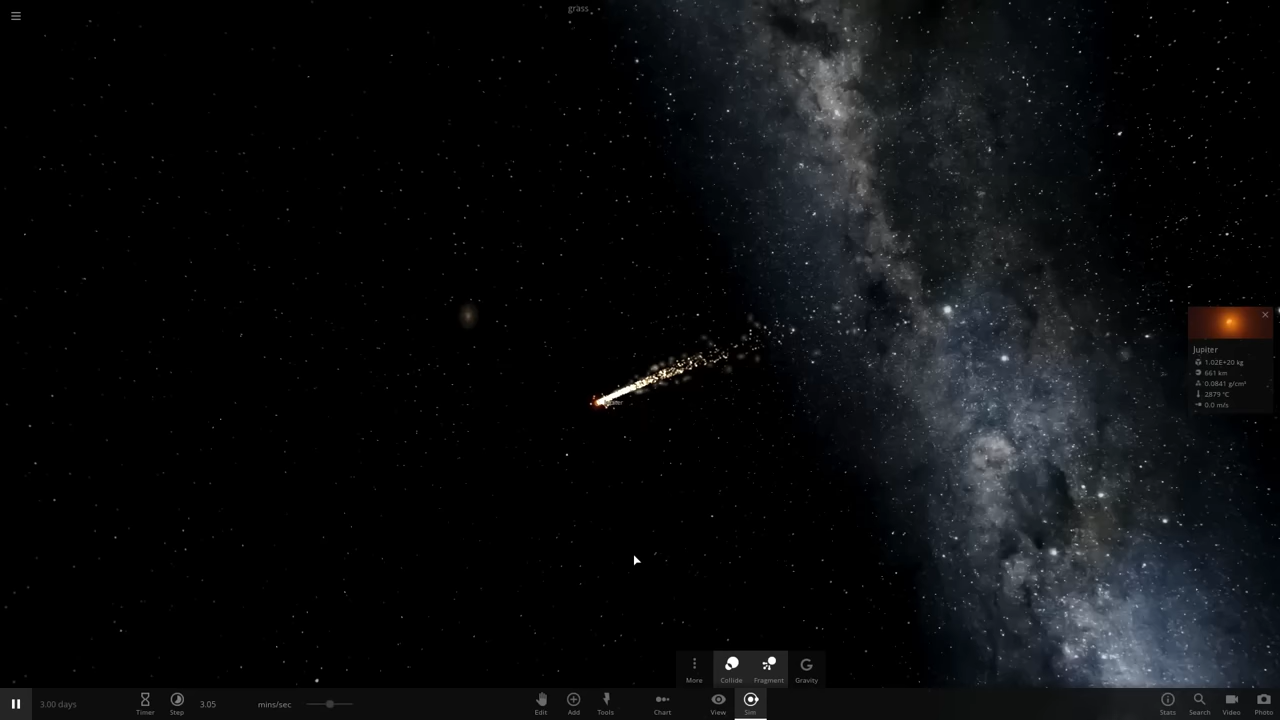 grass
Jupiter
Jupiter
1.02E+20 kg
661 km
0.0841 g/cm³
2879 °C
0.0 m/s
More
Collide
Fragment
Gravity
3.00 days
Timer
Step
3.05
mins/sec
Edit
Add
Tools
Chart
View
Sim
Stats
Search
Video
Photo